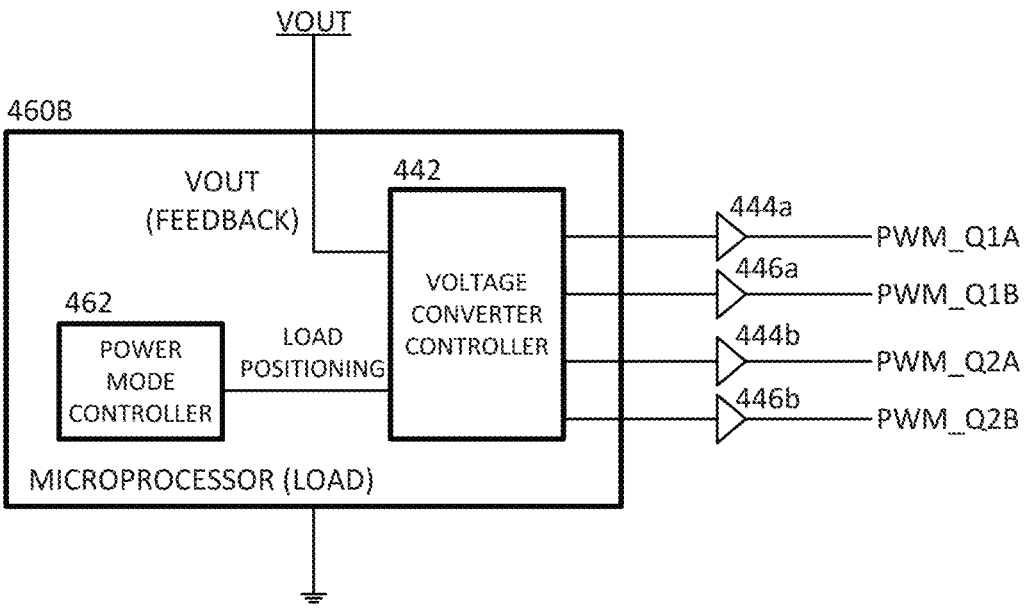 VOUT
460B
VOUT
(FEEDBACK)
442
VOLTAGE
CONVERTER
CONTROLLER
462
POWER
MODE
CONTROLLER
LOAD
POSITIONING
MICROPROCESSOR (LOAD)
444a
PWM_Q1A
446a
PWM_Q1B
444b
PWM_Q2A
446b
PWM_Q2B